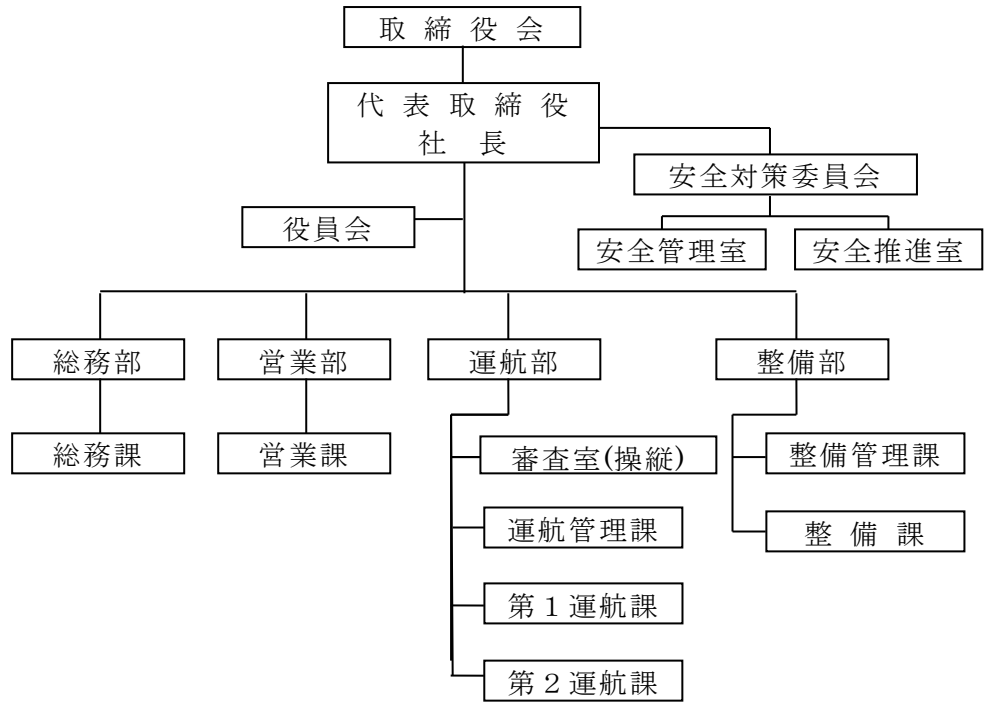 取締役会
代表取締役
社長
安全対策委員会
役員会
安全管理室
安全推進室
総務部
営業部
運航部
整備部
総務課
営業課
審査室(操縦)
整備管理課
運航管理課
整備課
第1運航課
第2運航課